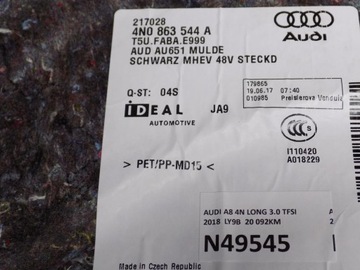 217028
4N0 863 544 A
T5U.FABA.E999
AUD AU651 MULDE
SCHWARZ MHEV 48V STECKD
Audi
Q-ST: 04S
179865
19.06.17 07:40
010985 Preislerova Vendula
iDEAL JA9
AUTOMOTIVE
CCC
S
I110420
A018229
> PET/PP-MD15 <
AUDI A8 4N LONG 3.0 TFSI
2018 LY9B 20 092KM
N49545
Made in Czech Republic